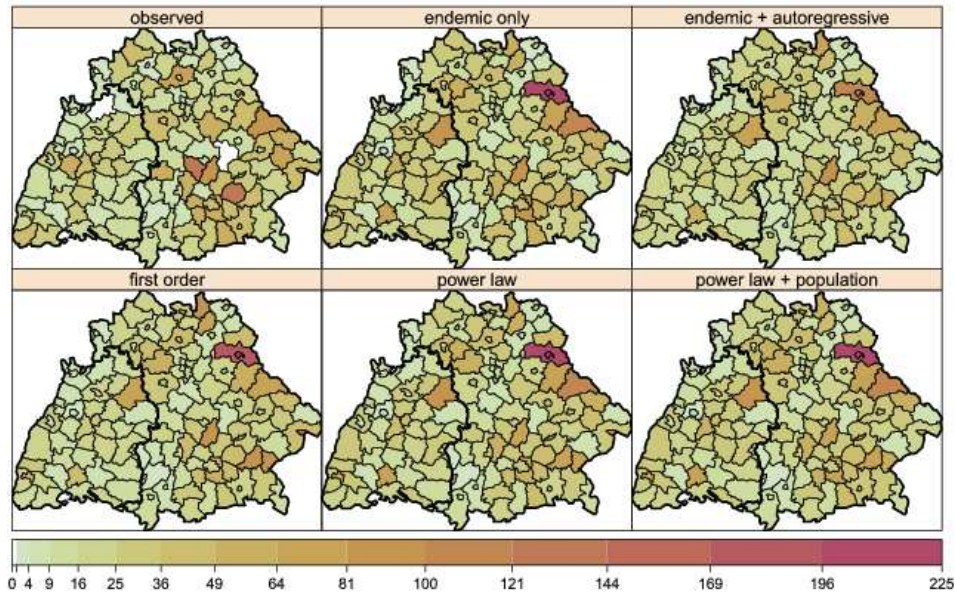 observed
endemic only
endemic + autoregressive
first order
power law
power law + population
0 4 9 16 25 36 49 64 81 100 121 144 169 196 225